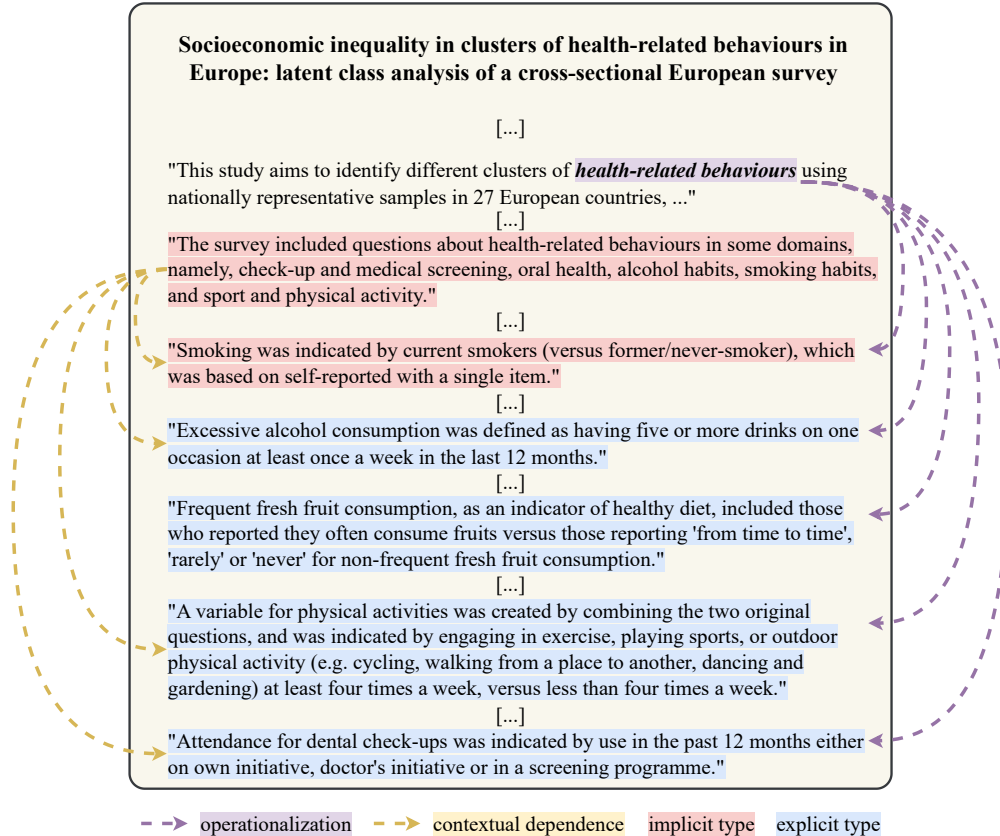 Socioeconomic inequality in clusters of health-related behaviours in
Europe: latent class analysis of a cross-sectional European survey
[...]
"This study aims to identify different clusters of health-related behaviours using
nationally representative samples in 27 European countries, ..."
[...]
"The survey included questions about health-related behaviours in some domains,
namely, check-up and medical screening, oral health, alcohol habits, smoking habits,
and sport and physical activity."
[...]
"Smoking was indicated by current smokers (versus former/never-smoker), which
was based on self-reported with a single item."
[...]
"Excessive alcohol consumption was defined as having five or more drinks on one
occasion at least once a week in the last 12 months."
[...]
"Frequent fresh fruit consumption, as an indicator of healthy diet, included those
who reported they often consume fruits versus those reporting 'from time to time',
'rarely' or 'never' for non-frequent fresh fruit consumption."
[...]
"A variable for physical activities was created by combining the two original
questions, and was indicated by engaging in exercise, playing sports, or outdoor
physical activity (e.g. cycling, walking from a place to another, dancing and
gardening) at least four times a week, versus less than four times a week."
[...]
"Attendance for dental check-ups was indicated by use in the past 12 months either
on own initiative, doctor's initiative or in a screening programme."
operationalization contextual dependence implicit type explicit type